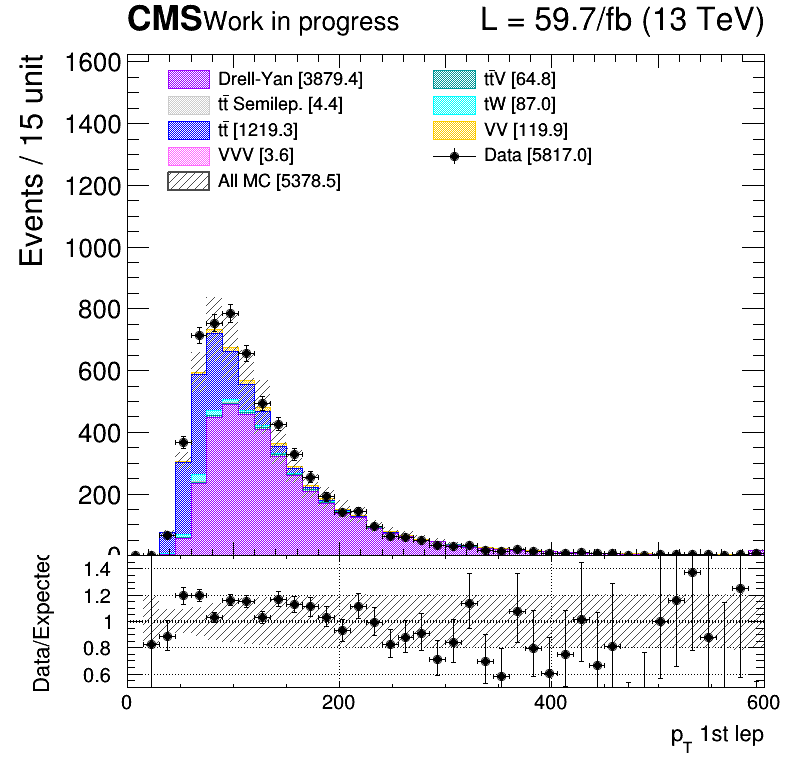 CMS Work in progress L = 59.7/fb (13 TeV)
Events / 15 unit
1600
1400
1200
1000
800
600
400
200
0
Drell-Yan [3879.4]
tt̄ Semilep. [4.4]
tt̄ [1219.3]
VVV [3.6]
All MC [5378.5]
tt̄V [64.8]
tW [87.0]
VV [119.9]
Data [5817.0]
Data/Expected
1.4
1.2
1
0.8
0.6
0 200 400 600
p_T 1st lep